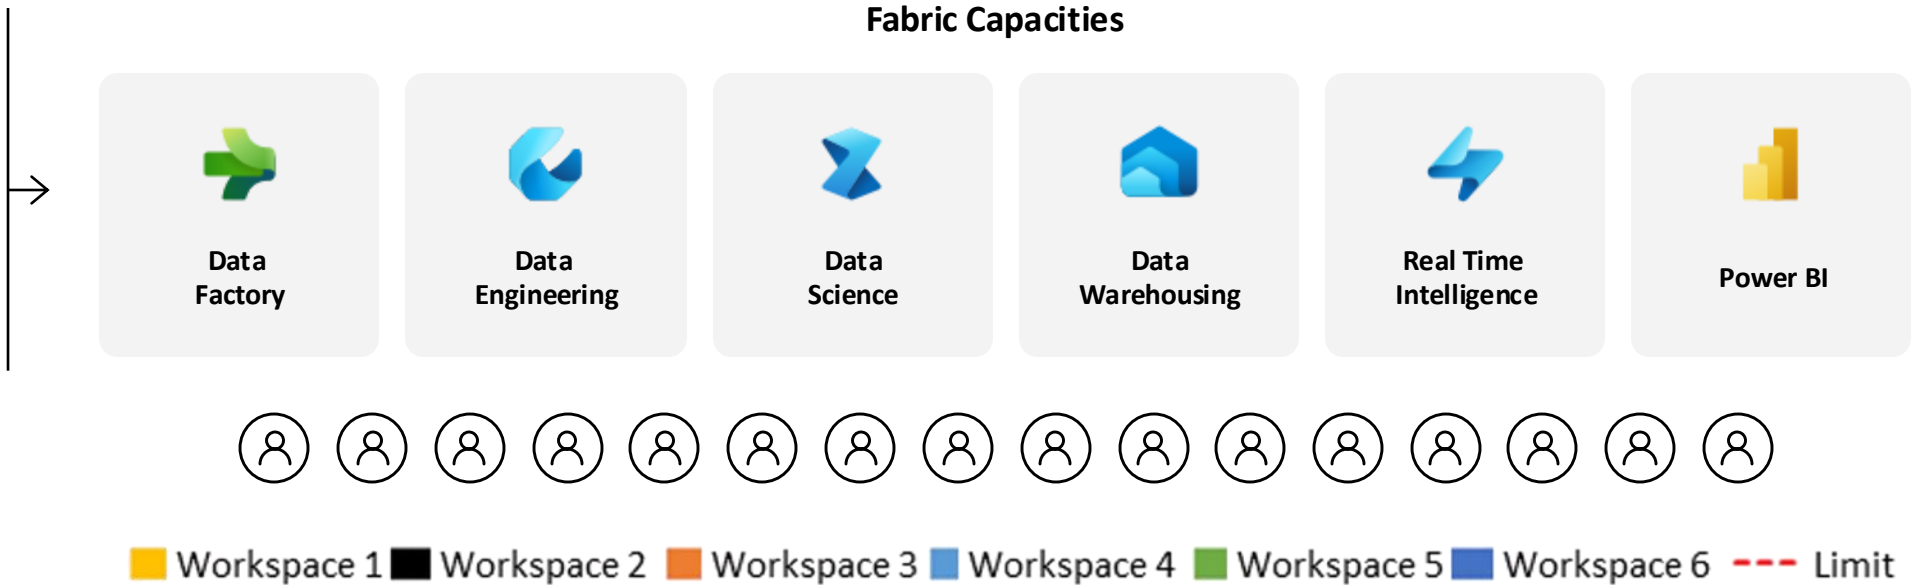 Fabric Capacities
Data
Factory
Data
Engineering
Data
Science
Data
Warehousing
Real Time
Intelligence
Power BI
Workspace 1 Workspace 2 Workspace 3 Workspace 4 Workspace 5 Workspace 6 Limit